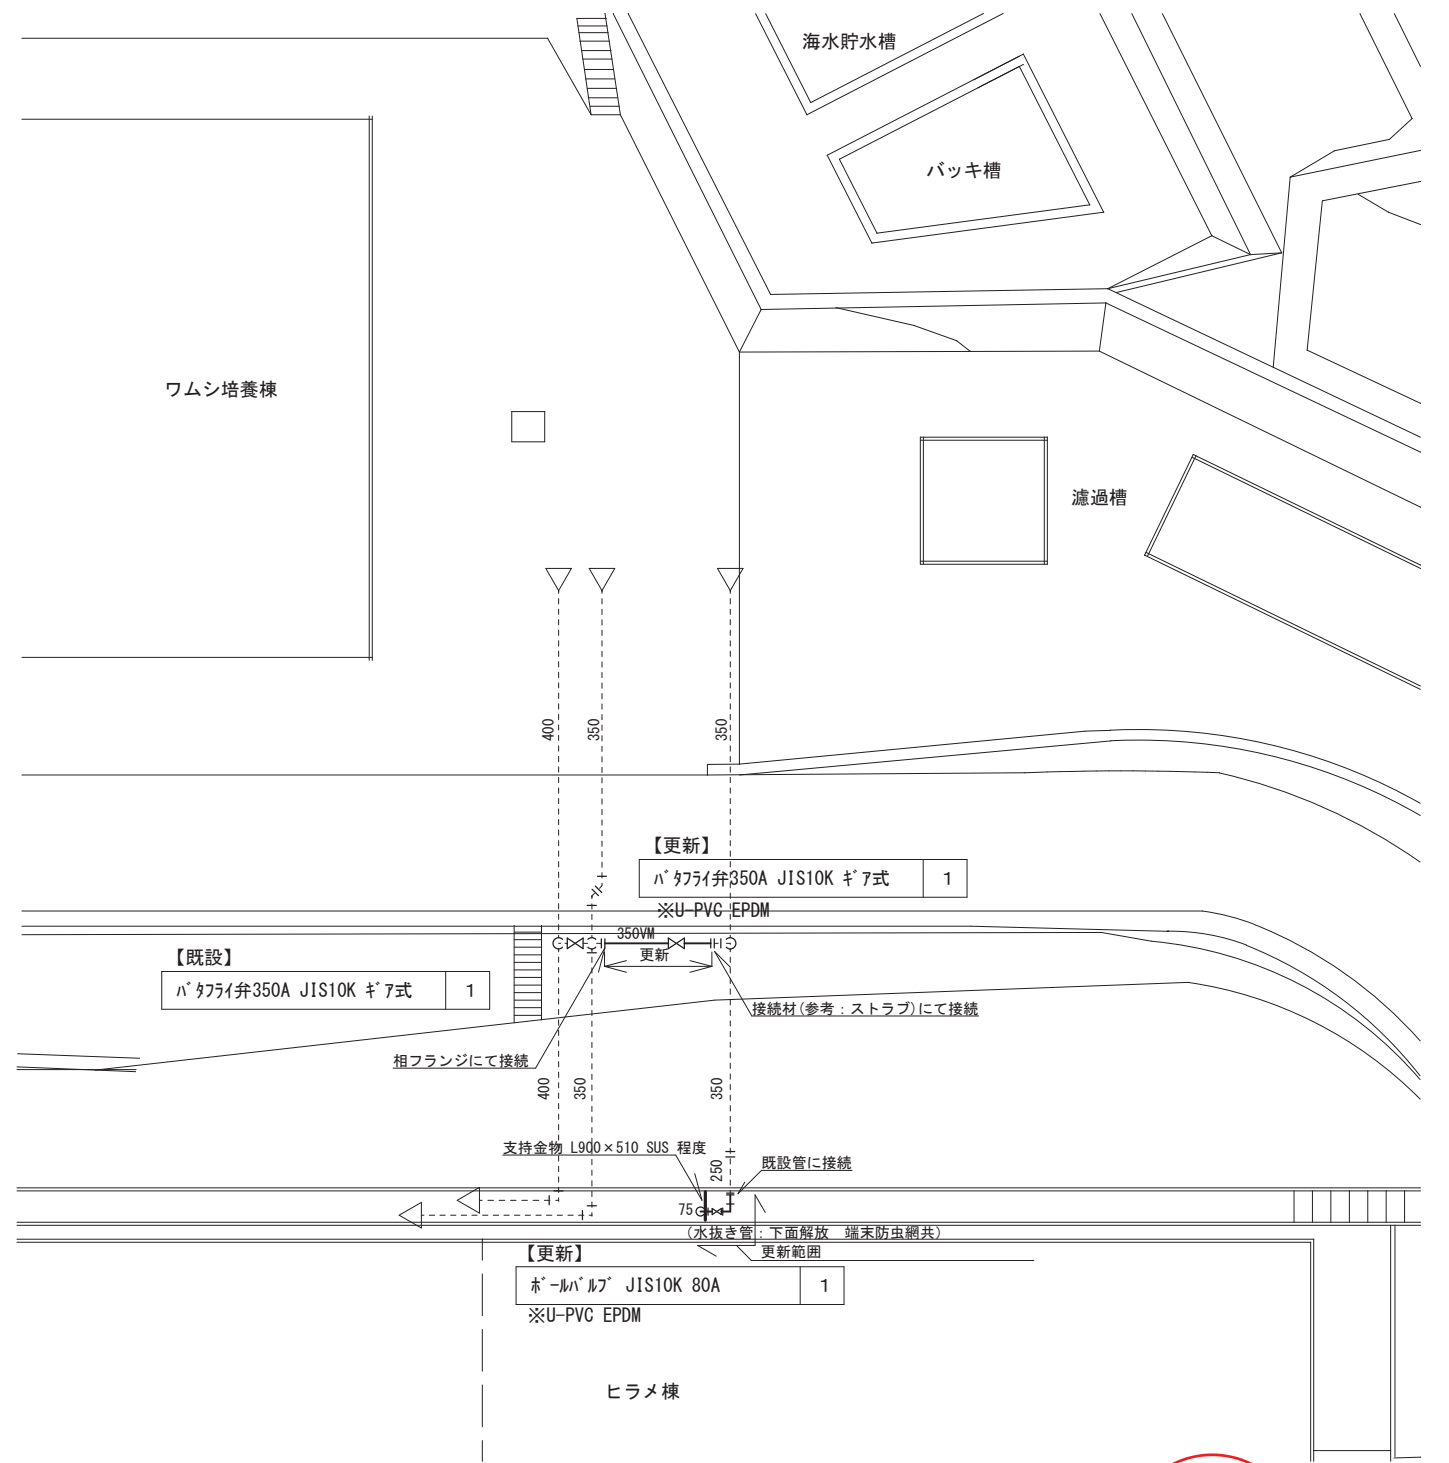 海水貯水槽
バッキ槽
ワムシ培養棟
濾過槽
400
350
350
【更新】
ﾊﾞﾀﾌﾗｲ弁350A JIS10K ｷﾞｱ式 1
※U-PVC EPDM
350VM
更新
【既設】
ﾊﾞﾀﾌﾗｲ弁350A JIS10K ｷﾞｱ式 1
接続材(参考：ストラブ)にて接続
相フランジにて接続
400
350
350
支持金物 L900×510 SUS 程度
250
既設管に接続
75
(水抜き管：下面解放　端末防虫網共)
更新範囲
【更新】
ﾎﾞｰﾙﾊﾞﾙﾌﾞ JIS10K 80A 1
※U-PVC EPDM
ヒラメ棟